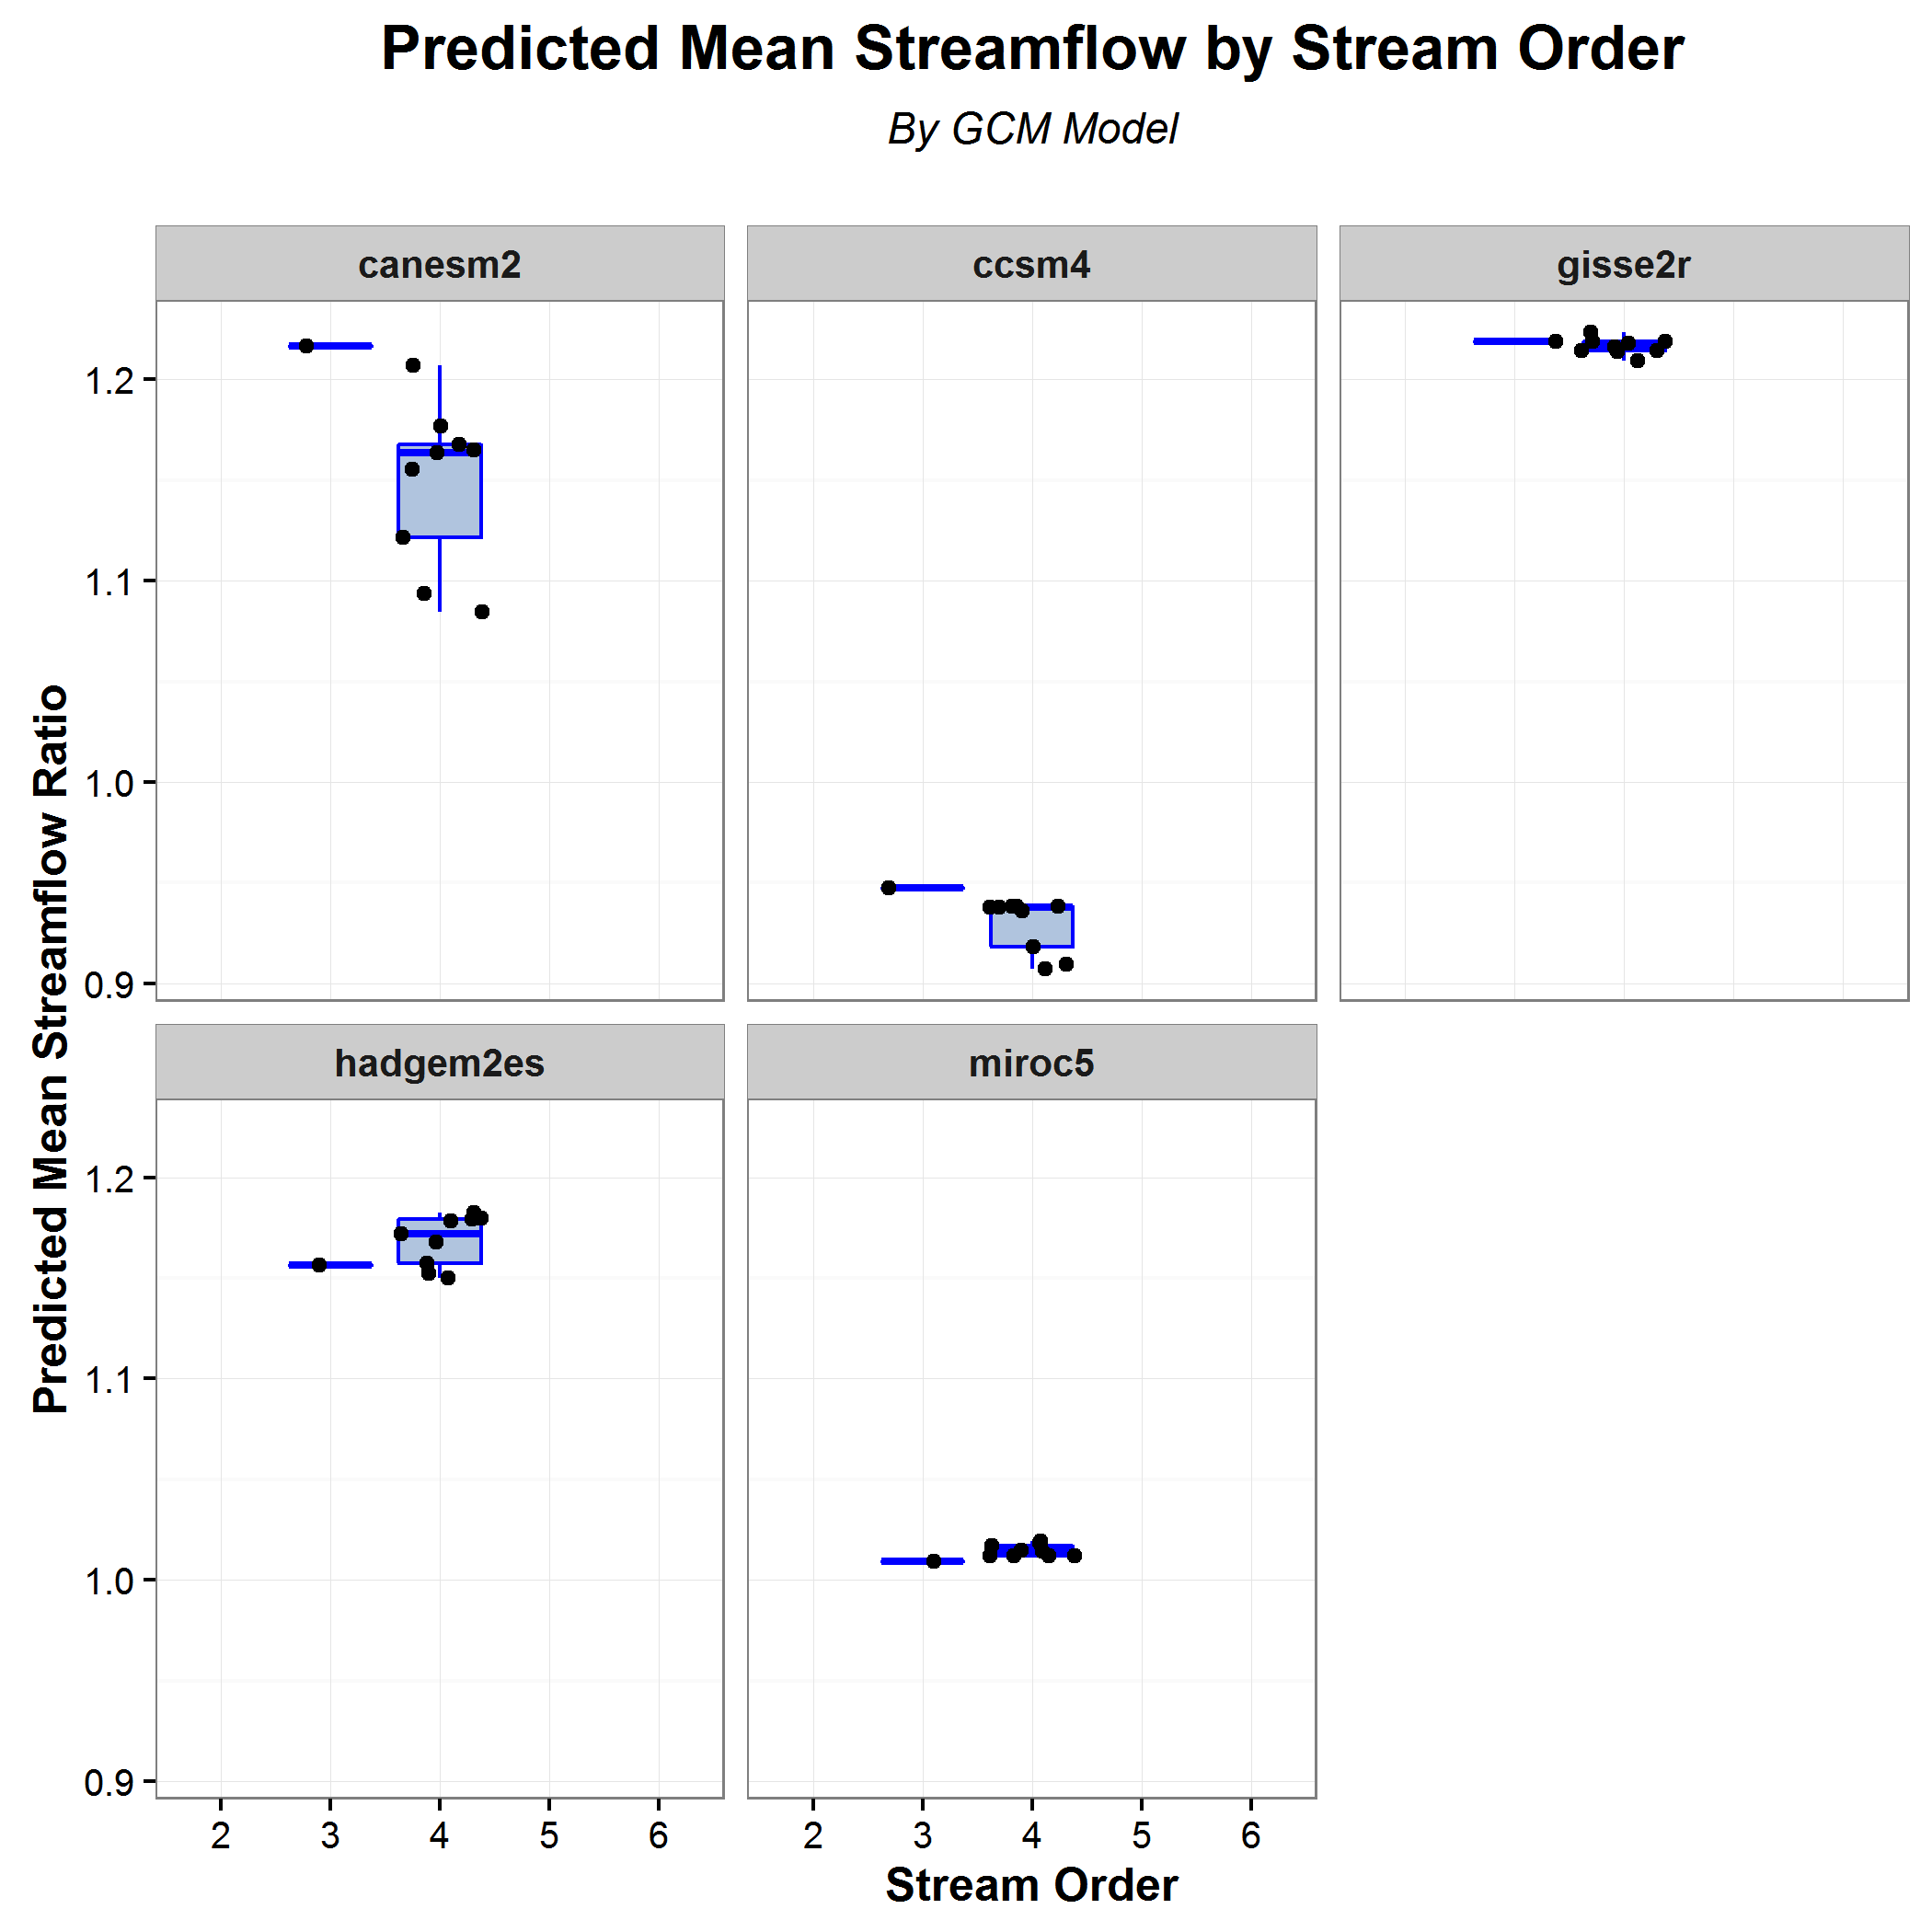 Predicted Mean Streamflow by Stream Order
By GCM Model
canesm2
ccsm4
gisse2r
1.2
1.1
1.0
0.9
hadgem2es
miroc5
1.2
1.1
1.0
0.9
2 3 4 5 6
2 3 4 5 6
Stream Order
Predicted Mean Streamflow Ratio